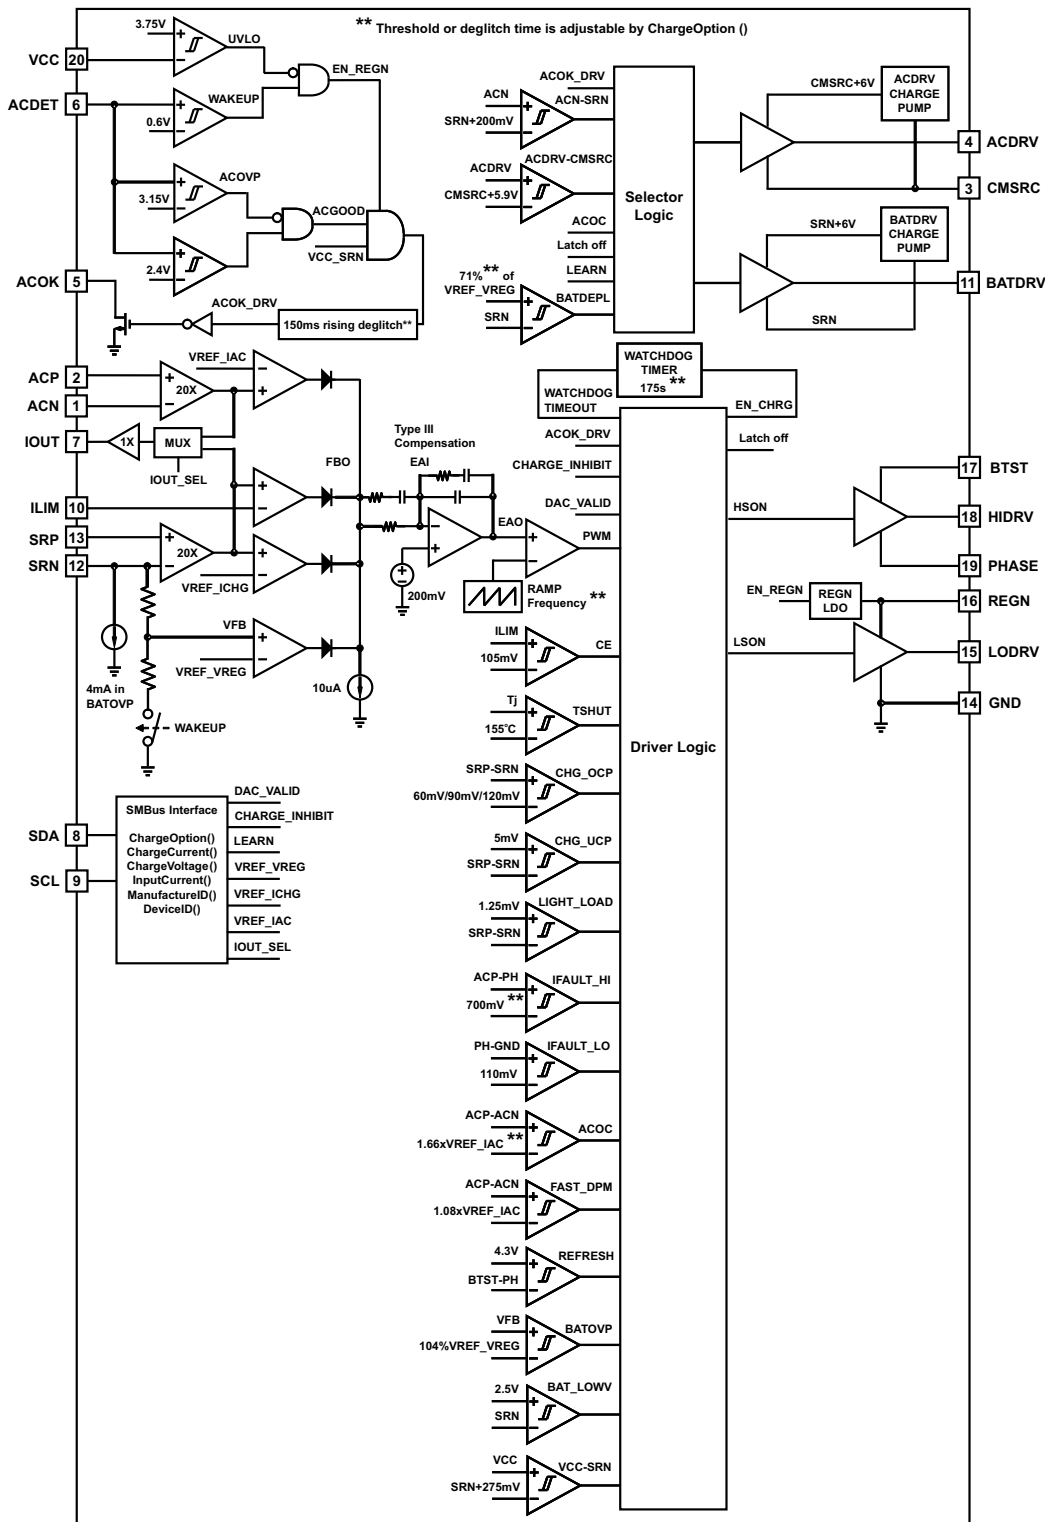 ** Threshold or deglitch time is adjustable by ChargeOption ()
3.75V
UVLO
VCC 20
EN_REGN
ACDET 6
WAKEUP
0.6V
ACOVP
3.15V
ACGOOD
VCC_SRN
2.4V
ACOK 5
ACOK_DRV
150ms rising deglitch**
ACOK_DRV
ACN
ACN-SRN
SRN+200mV
ACDRV-CMSRC
ACDRV
CMSRC+5.9V
ACOC
Latch off
LEARN
71%** of
VREF_VREG
BATDEPL
SRN
Selector
Logic
CMSRC+6V
ACDRV
CHARGE
PUMP
4 ACDRV
3 CMSRC
SRN+6V
BATDRV
CHARGE
PUMP
11 BATDRV
SRN
VREF_IAC
ACP 2
20X
ACN 1
IOUT 7
1X
MUX
IOUT_SEL
ILIM 10
SRP 13
20X
SRN 12
VREF_ICHG
VFB
VREF_VREG
4mA in
BATOVP
WAKEUP
10uA
FBO
Type III
Compensation
EAI
EAO
200mV
PWM
RAMP
Frequency **
WATCHDOG
TIMER
175s **
WATCHDOG
TIMEOUT
EN_CHRG
ACOK_DRV
Latch off
CHARGE_INHIBIT
DAC_VALID
HSON
17 BTST
18 HIDRV
19 PHASE
EN_REGN
REGN
LDO
16 REGN
LSON
15 LODRV
14 GND
Driver Logic
ILIM
CE
105mV
Tj
TSHUT
155°C
SRP-SRN
CHG_OCP
60mV/90mV/120mV
5mV
CHG_UCP
SRP-SRN
1.25mV
LIGHT_LOAD
SRP-SRN
ACP-PH
IFAULT_HI
700mV **
PH-GND
IFAULT_LO
110mV
ACP-ACN
ACOC
1.66xVREF_IAC **
ACP-ACN
FAST_DPM
1.08xVREF_IAC
4.3V
REFRESH
BTST-PH
VFB
BATOVP
104%VREF_VREG
2.5V
BAT_LOWV
SRN
VCC
VCC-SRN
SRN+275mV
SDA 8
SCL 9
SMBus Interface
ChargeOption()
ChargeCurrent()
ChargeVoltage()
InputCurrent()
ManufactureID()
DeviceID()
DAC_VALID
CHARGE_INHIBIT
LEARN
VREF_VREG
VREF_ICHG
VREF_IAC
IOUT_SEL